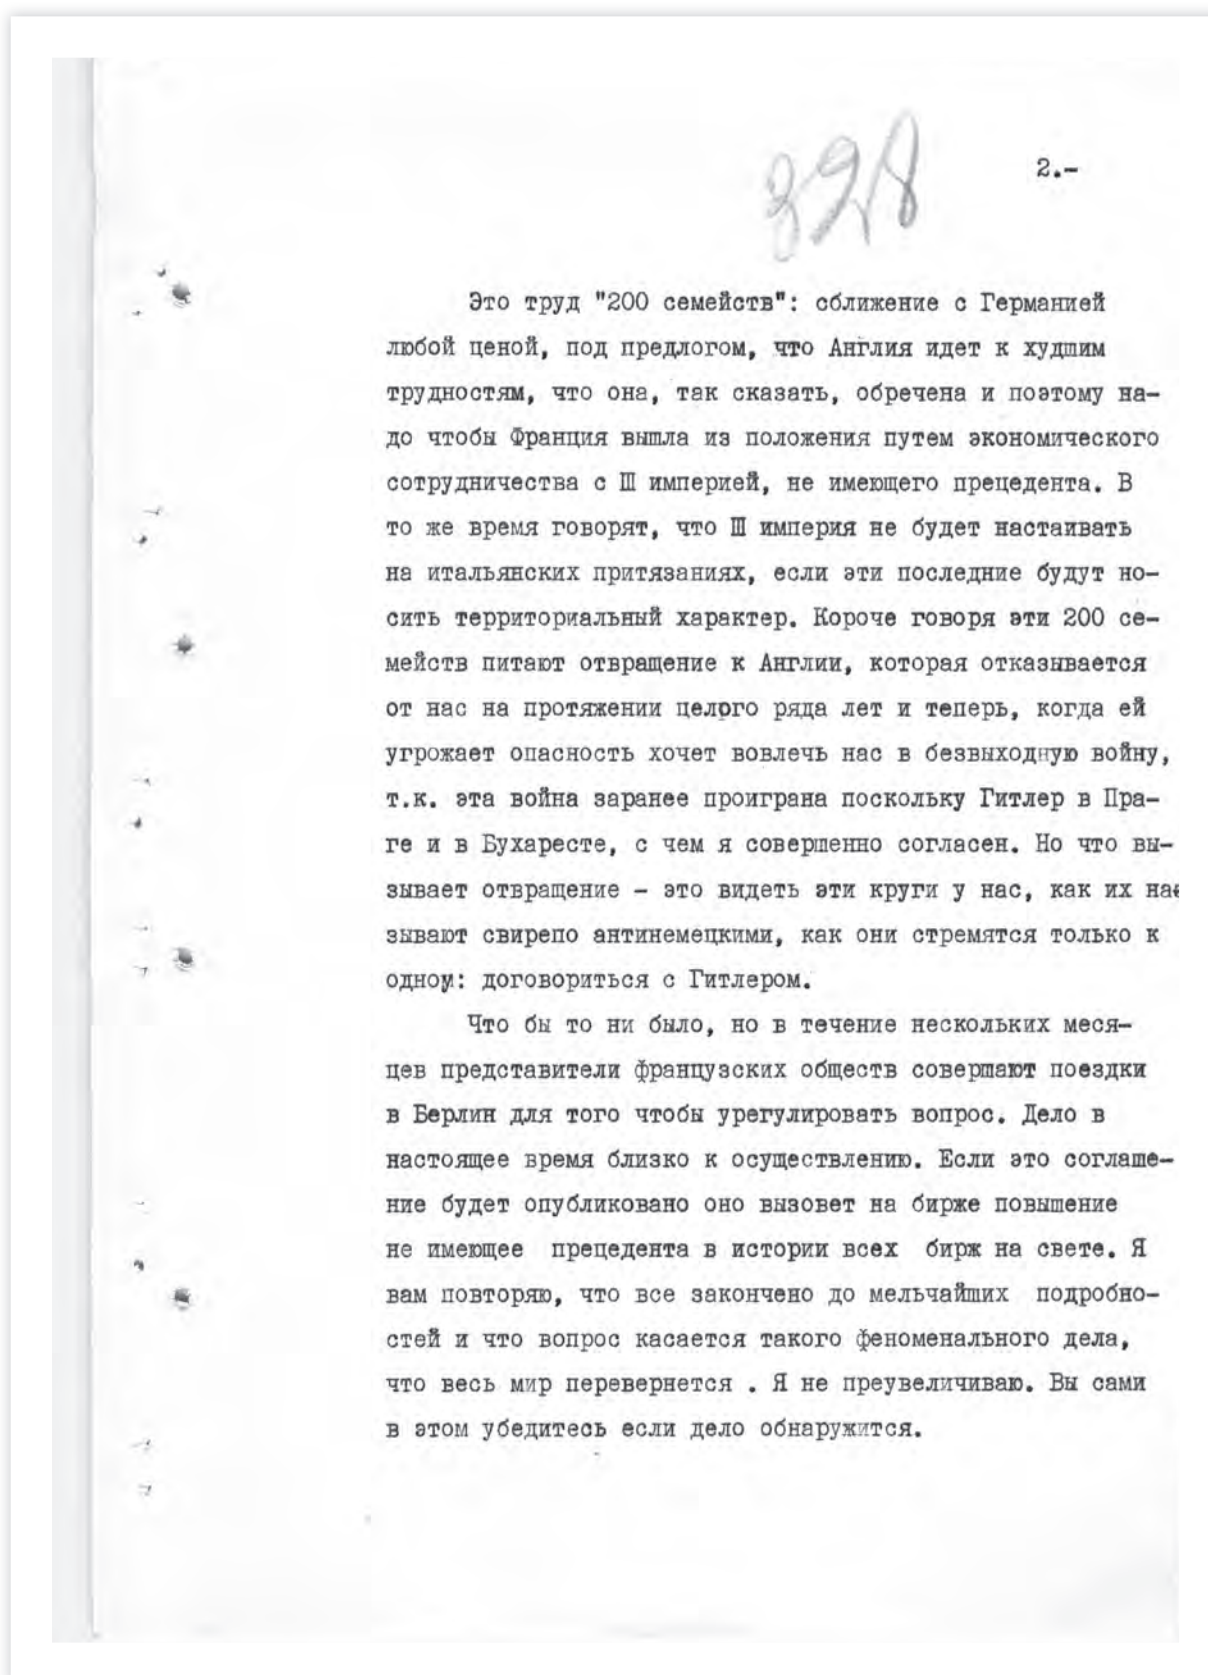 328
2.-
Это труд "200 семейств": сближение с Германией
любой ценой, под предлогом, что Англия идет к худшим
трудностям, что она, так сказать, обречена и поэтому на-
до чтобы Франция вышла из положения путем экономического
сотрудничества с III империей, не имеющего прецедента. В
то же время говорят, что III империя не будет настаивать
на итальянских притязаниях, если эти последние будут но-
сить территориальный характер. Короче говоря эти 200 се-
мейств питают отвращение к Англии, которая отказывается
от нас на протяжении целого ряда лет и теперь, когда ей
угрожает опасность хочет вовлечь нас в безвыходную войну,
т.к. эта война заранее проиграна поскольку Гитлер в Пра-
ге и в Бухаресте, с чем я совершенно согласен. Но что вы-
зывает отвращение - это видеть эти круги у нас, как их на
зывают свирепо антинемецкими, как они стремятся только к
одному: договориться с Гитлером.
Что бы то ни было, но в течение нескольких меся-
цев представители французских обществ совершают поездки
в Берлин для того чтобы урегулировать вопрос. Дело в
настоящее время близко к осуществлению. Если это соглаше-
ние будет опубликовано оно вызовет на бирже повышение
не имеющее прецедента в истории всех бирж на свете. Я
вам повторяю, что все закончено до мельчайших подробно-
стей и что вопрос касается такого феноменального дела,
что весь мир перевернется . Я не преувеличиваю. Вы сами
в этом убедитесь если дело обнаружится.